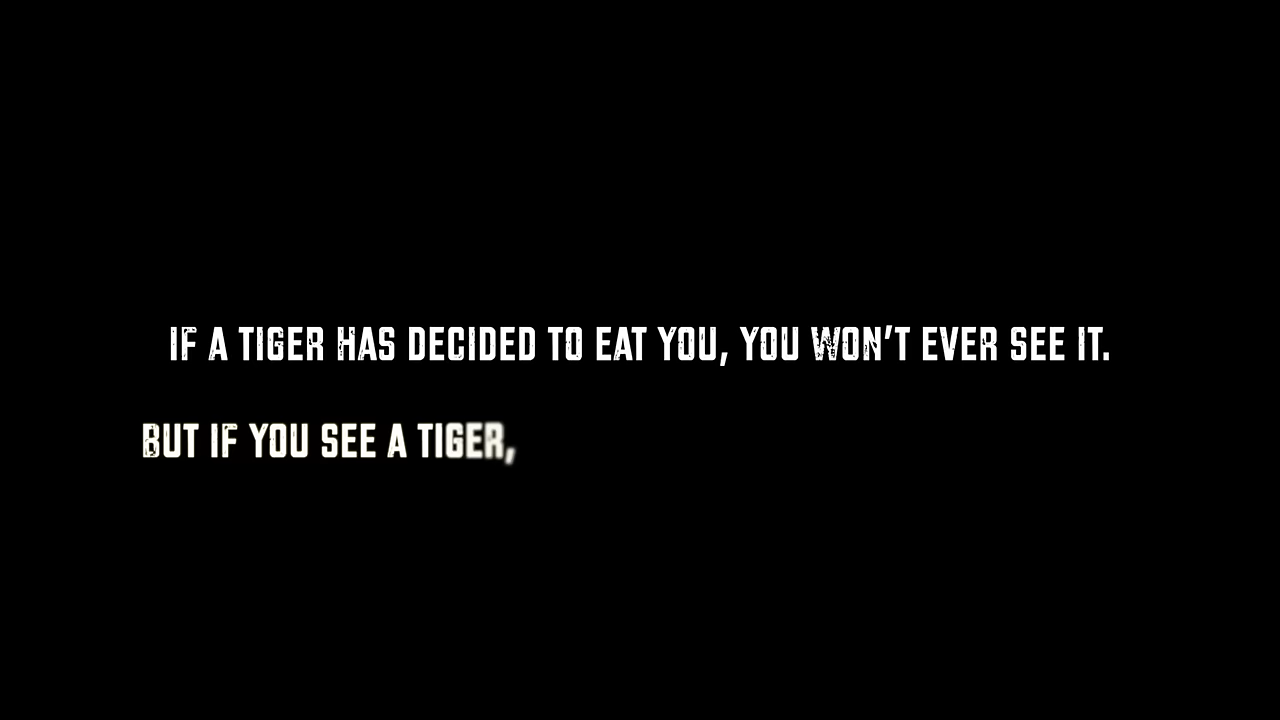 IF A TIGER HAS DECIDED TO EAT YOU, YOU WON'T EVER SEE IT.
BUT IF YOU SEE A TIGER,